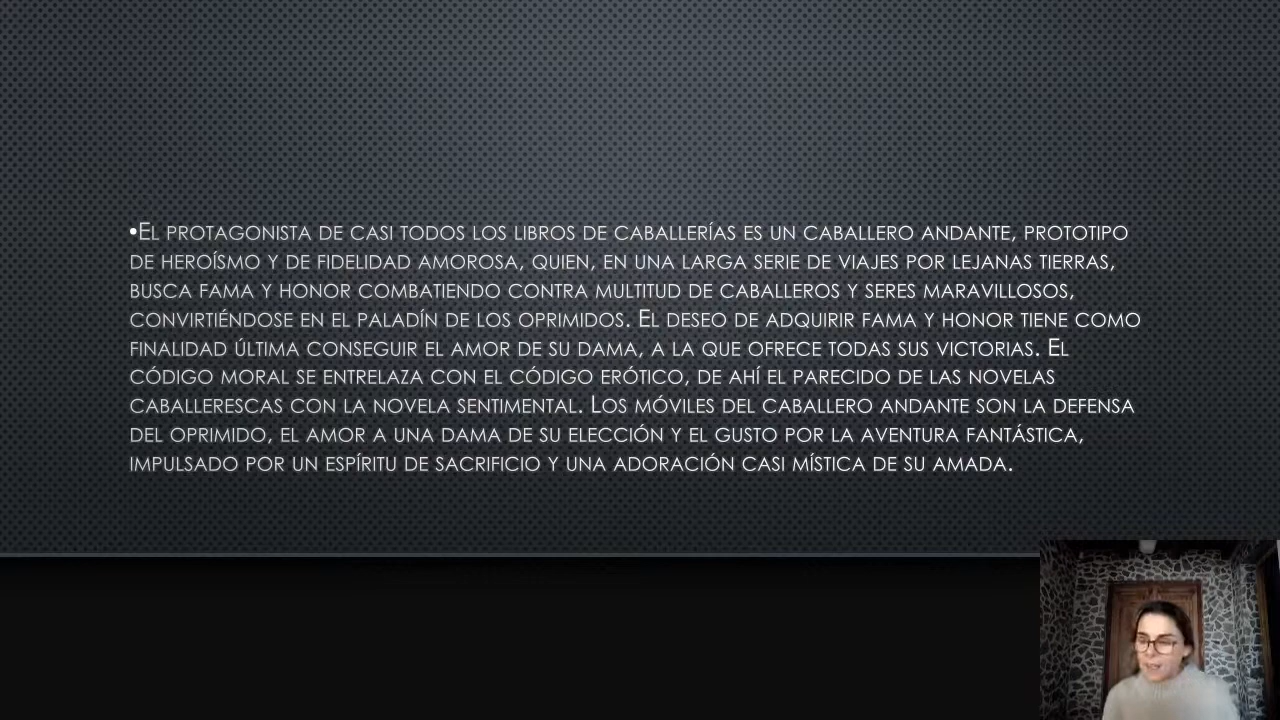 •El protagonista de casi todos los libros de caballerías es un caballero andante, prototipo
de heroísmo y de fidelidad amorosa, quien, en una larga serie de viajes por lejanas tierras,
busca fama y honor combatiendo contra multitud de caballeros y seres maravillosos,
convirtiéndose en el paladín de los oprimidos. El deseo de adquirir fama y honor tiene como
finalidad última conseguir el amor de su dama, a la que ofrece todas sus victorias. El
código moral se entrelaza con el código erótico, de ahí el parecido de las novelas
caballerescas con la novela sentimental. Los móviles del caballero andante son la defensa
del oprimido, el amor a una dama de su elección y el gusto por la aventura fantástica,
impulsado por un espíritu de sacrificio y una adoración casi mística de su amada.